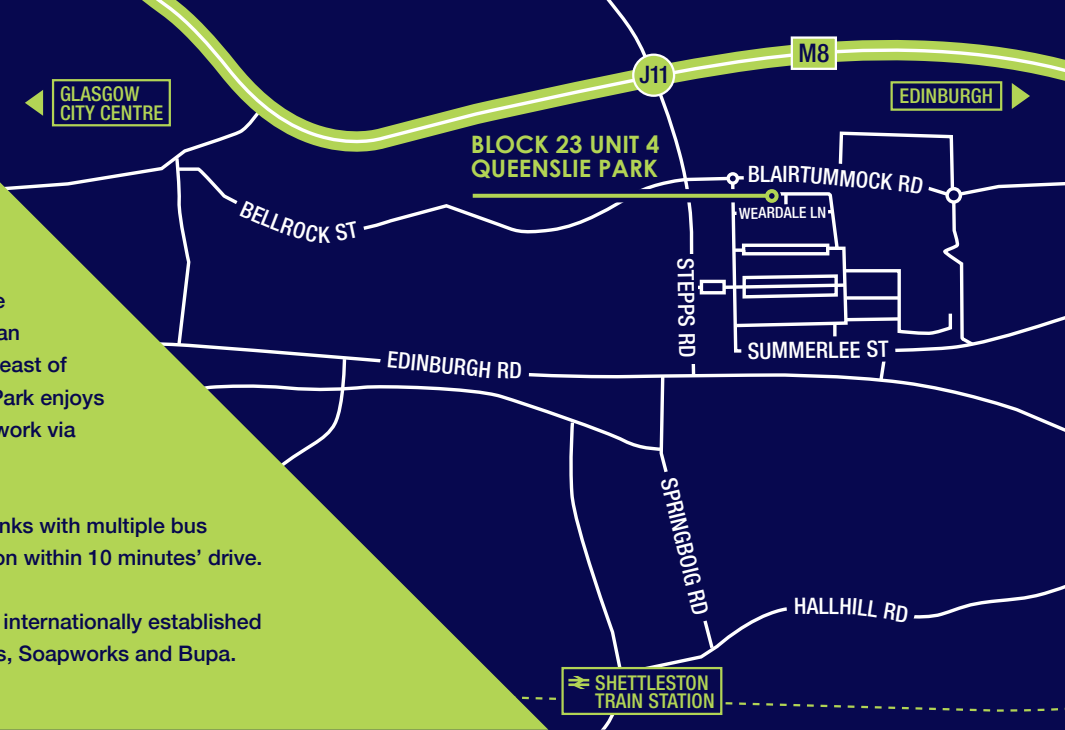 M8
J11
GLASGOW
CITY CENTRE
EDINBURGH
BLOCK 23 UNIT 4
QUEENSLIE PARK
BLAIRTUMMOCK RD
WEARDALE LN
BELLROCK ST
STEPPS RD
SUMMERLEE ST
EDINBURGH RD
SPRINGBOIG RD
HALLHILL RD
SHETTLESTON
TRAIN STATION
e
an
east of
Park enjoys
work via
nks with multiple bus
on within 10 minutes’ drive.
internationally established
s, Soapworks and Bupa.